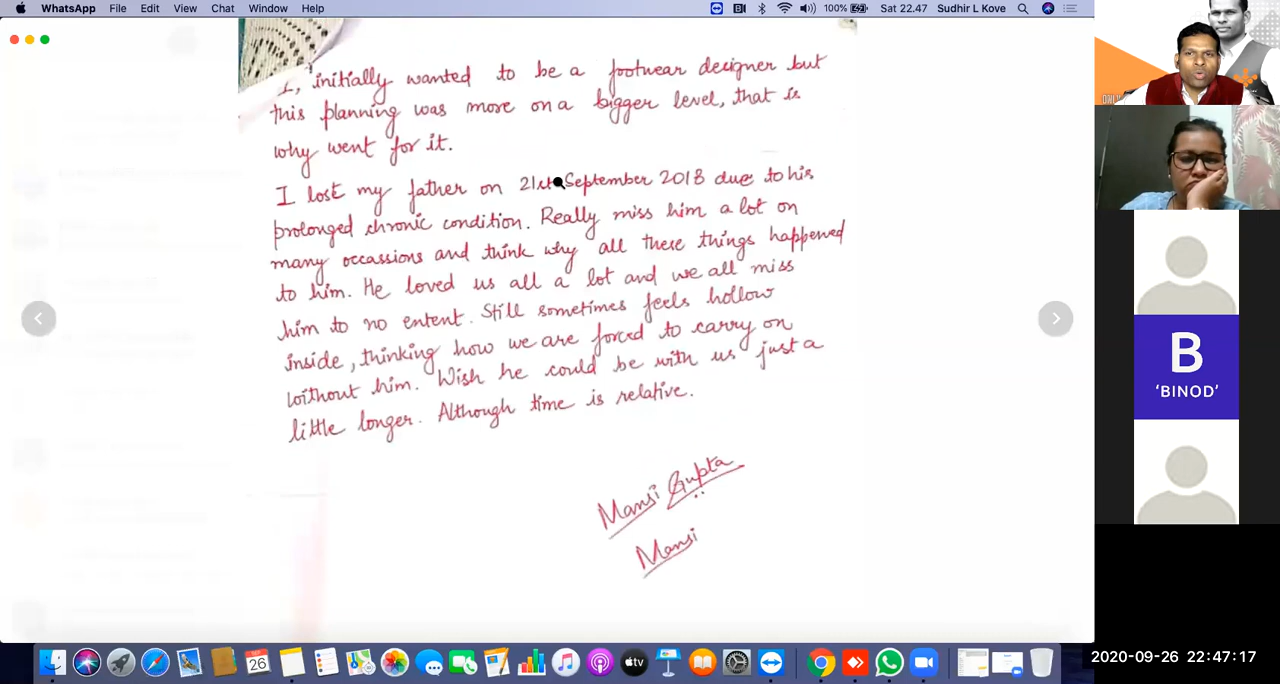 WhatsApp File Edit View Chat Window Help 100% Sat 22.47 Sudhir L Kove
I, initially wanted to be a footwear designer but
this planning was more on a bigger level, that is
why went for it.
I lost my father on 21st September 2018 due to his
prolonged chronic condition. Really miss him a lot on
many occassions and think why all these things happened
to him. He loved us all a lot and we all miss
him to no entent. Still sometimes feels hollow
inside, thinking how we are forced to carry on
without him. Wish he could be with us just a
little longer. Although time is relative.
Mansi Gupta
Mansi
B
'BINOD'
SEP
26
tv
2020-09-26 22:47:17